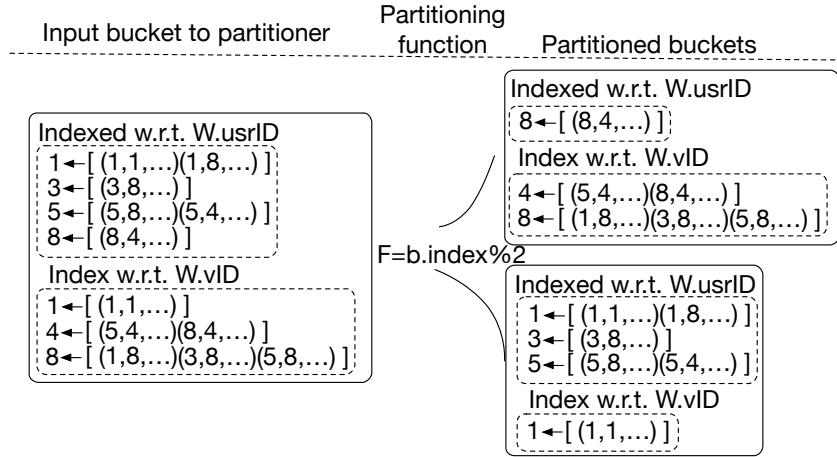 Input bucket to partitioner
Partitioning
function
Partitioned buckets
Indexed w.r.t. W.usrID
1←[ (1,1,…)(1,8,…) ]
3←[ (3,8,…) ]
5←[ (5,8,…)(5,4,…) ]
8←[ (8,4,…) ]
Index w.r.t. W.vID
1←[ (1,1,…) ]
4←[ (5,4,…)(8,4,…) ]
8←[ (1,8,…)(3,8,…)(5,8,…) ]
F=b.index%2
Indexed w.r.t. W.usrID
8←[ (8,4,…) ]
Index w.r.t. W.vID
4←[ (5,4,…)(8,4,…) ]
8←[ (1,8,…)(3,8,…)(5,8,…) ]
Indexed w.r.t. W.usrID
1←[ (1,1,…)(1,8,…) ]
3←[ (3,8,…) ]
5←[ (5,8,…)(5,4,…) ]
Index w.r.t. W.vID
1←[ (1,1,…) ]